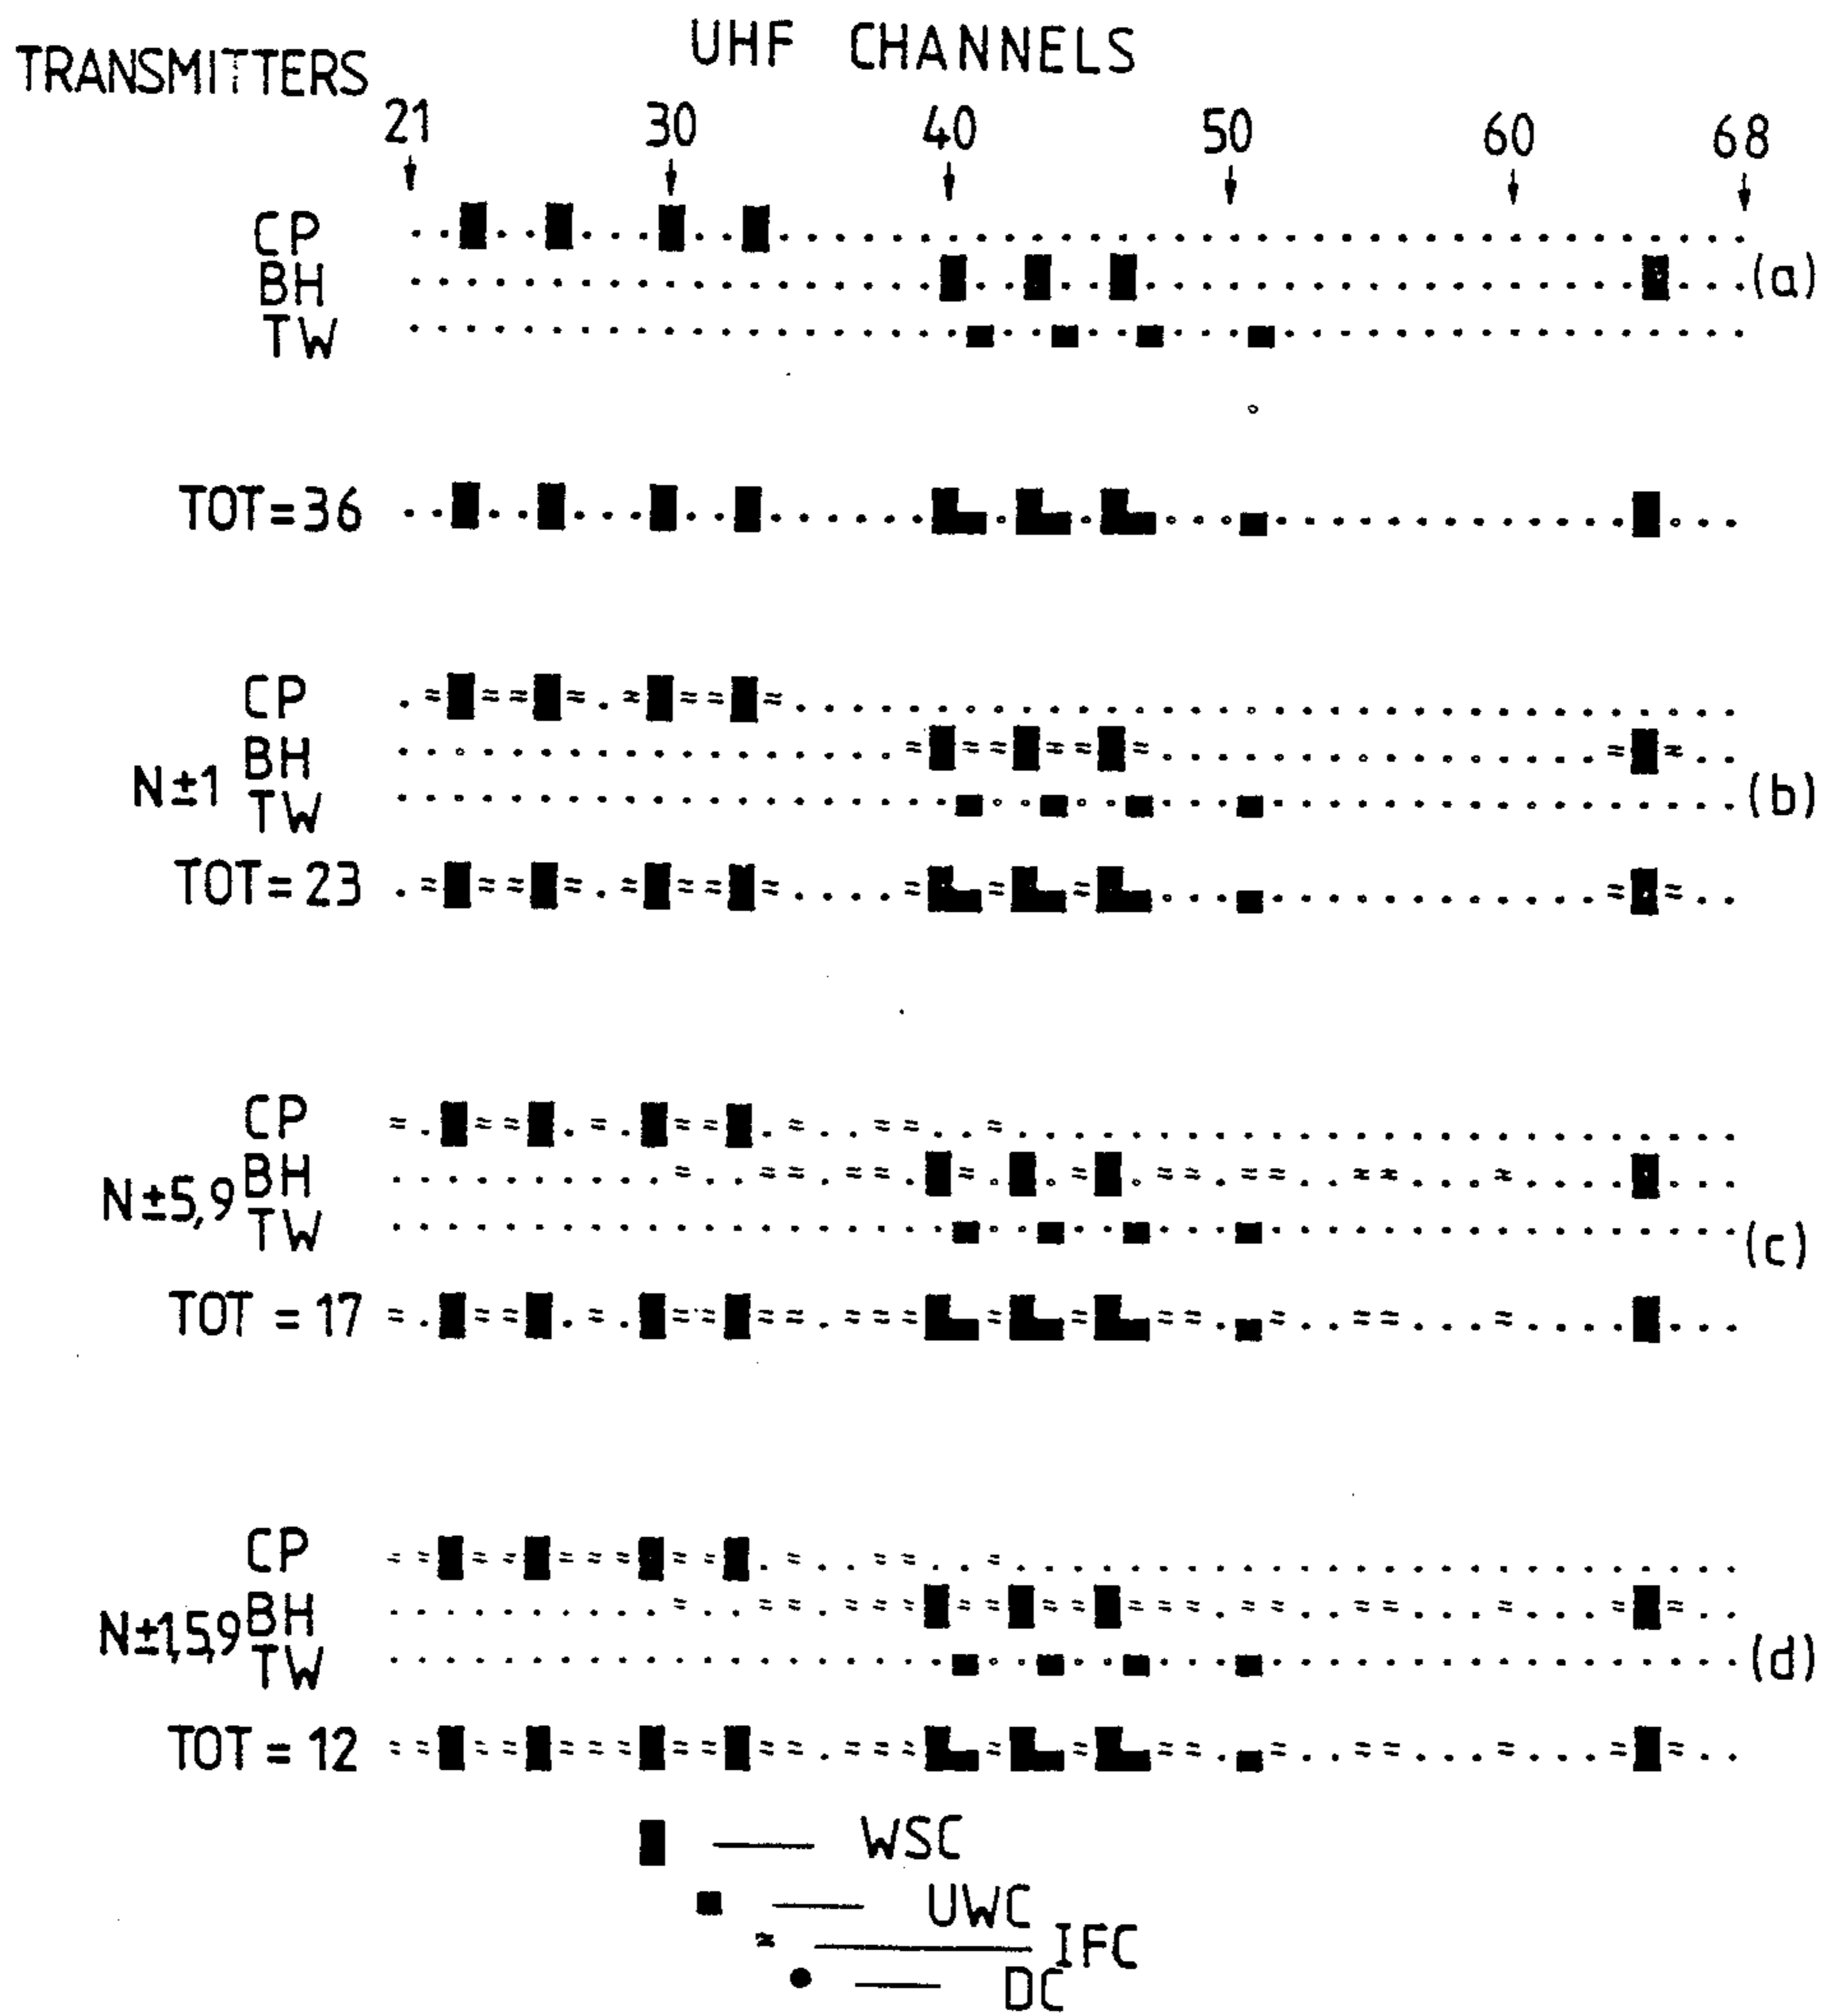 UHF CHANNELS
TRANSMITTERS
21 30 40 50 60 68
CP
BH (a)
TW
TOT=36
CP
BH
N±1
TW (b)
TOT=23
CP
BH
N±5,9
TW (c)
TOT =17
CP
BH
N±1,5,9
TW (d)
TOT = 12
WSC
UWC
IFC
DC